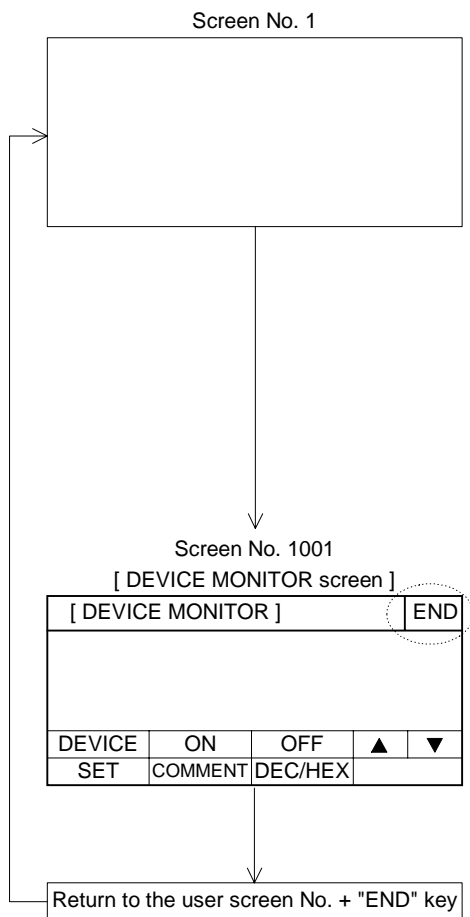 Screen No. 1
Screen No. 1001
[ DEVICE MONITOR screen ]
[ DEVICE MONITOR ] END
DEVICE ON OFF ▲ ▼
SET COMMENT DEC/HEX
Return to the user screen No. + "END" key